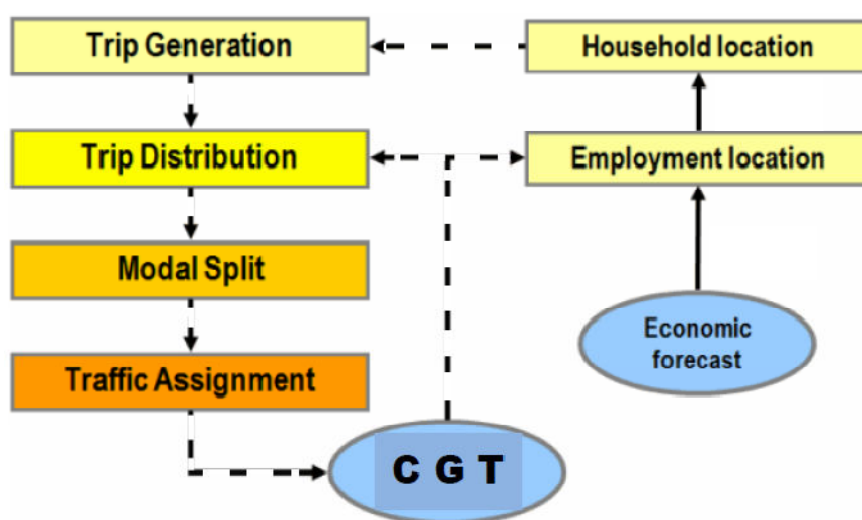 Trip Generation
Household location
Trip Distribution
Employment location
Modal Split
Economic
forecast
Traffic Assignment
C G T